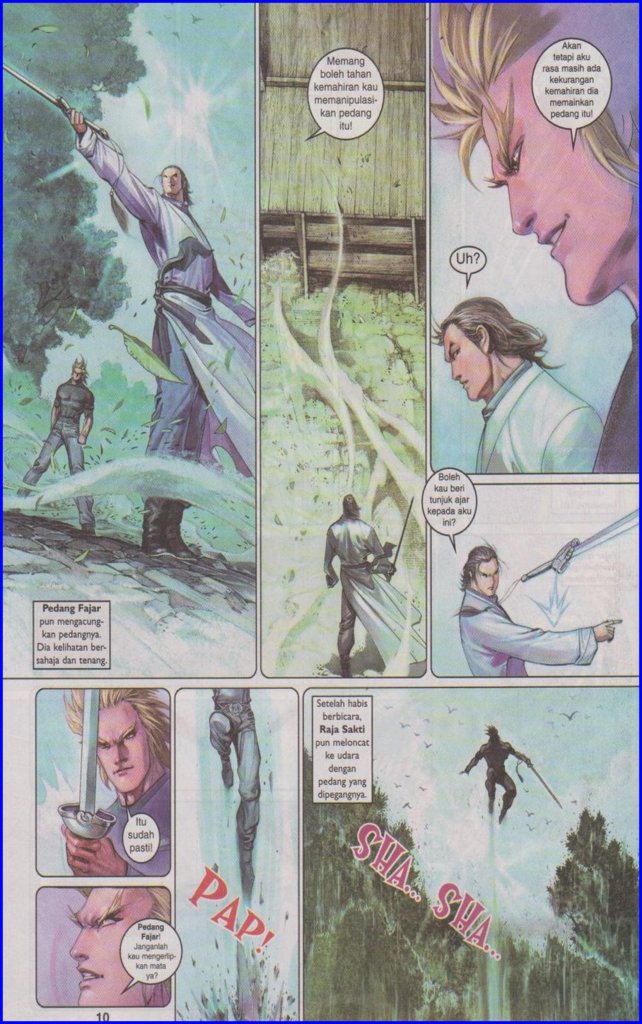 Pedang Fajar
pun mengacung-
kan pedangnya.
Dia kelihatan ber-
sahaja dan tenang.
Memang
boleh tahan
kemahiran kau
memanipulasi-
kan pedang
itu!
Akan
tetapi aku
rasa masih ada
kekurangan
kemahiran dia
memainkan
pedang itu!
Uh?
Boleh
kau beri
tunjuk ajar
kepada aku
ini?
Itu
sudah
pasti!
Pedang
Fajar!
Janganlah
kau mengerlip-
kan mata
ya?
PAP!
Setelah habis
berbicara,
Raja Sakti
pun meloncat
ke udara
dengan
pedang yang
dipegangnya.
SHA... SHA..
10